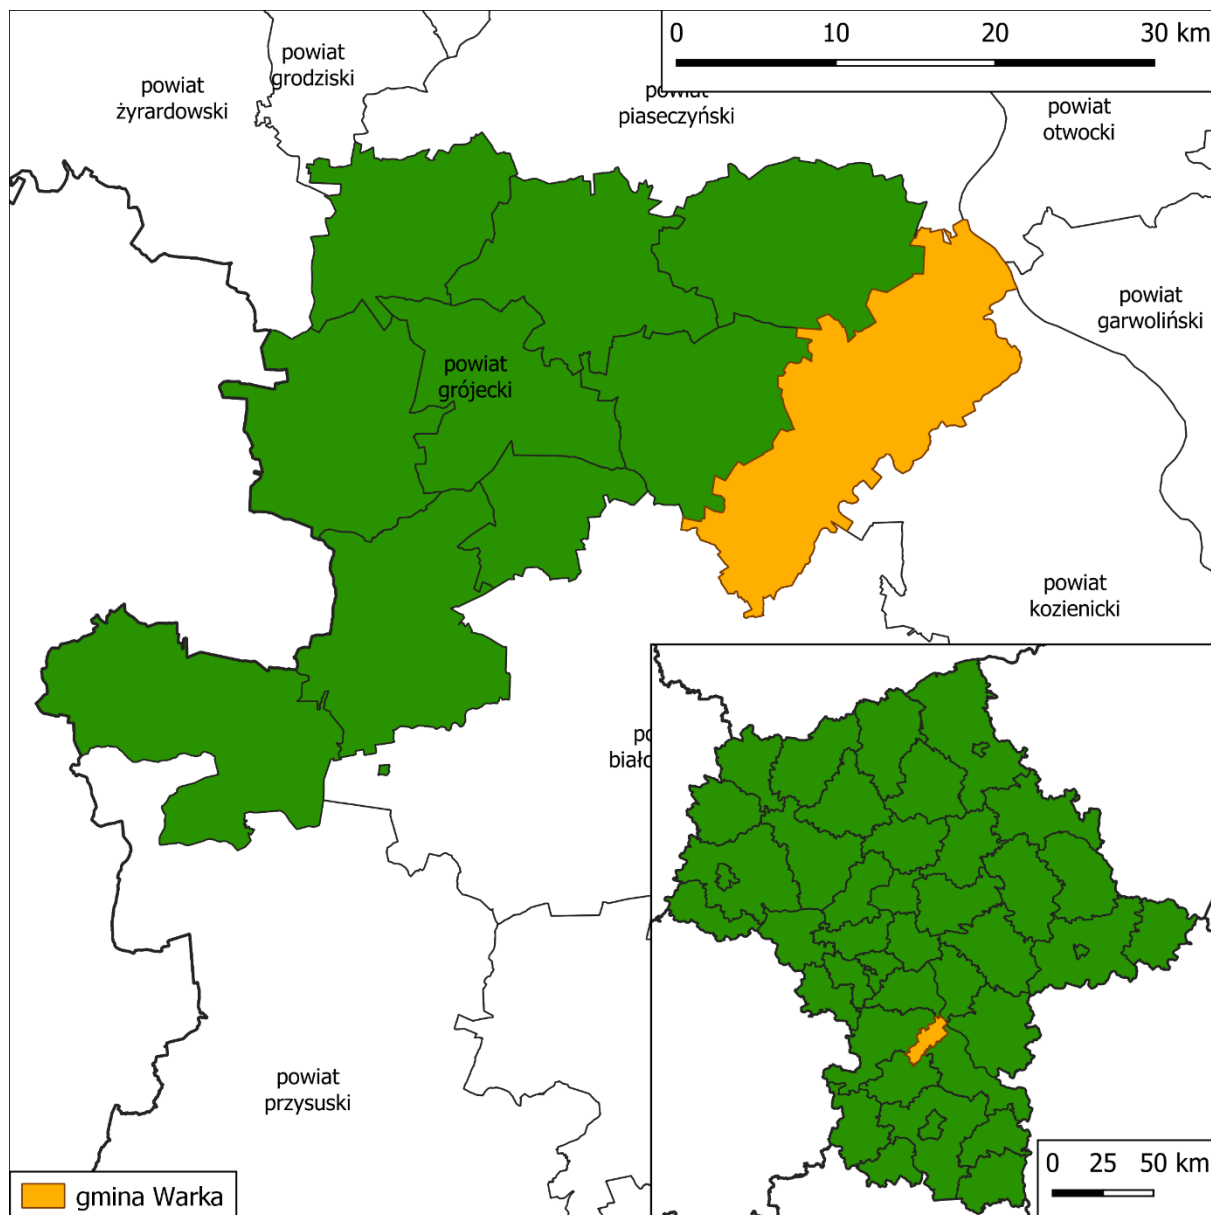 0 10 20 30 km
powiat
grodziski
powiat
żyrardowski
powiat
piaseczyński
powiat
otwocki
powiat
garwoliński
powiat
grójecki
powiat
kozienicki
powiat
przysuski
0 25 50 km
gmina Warka